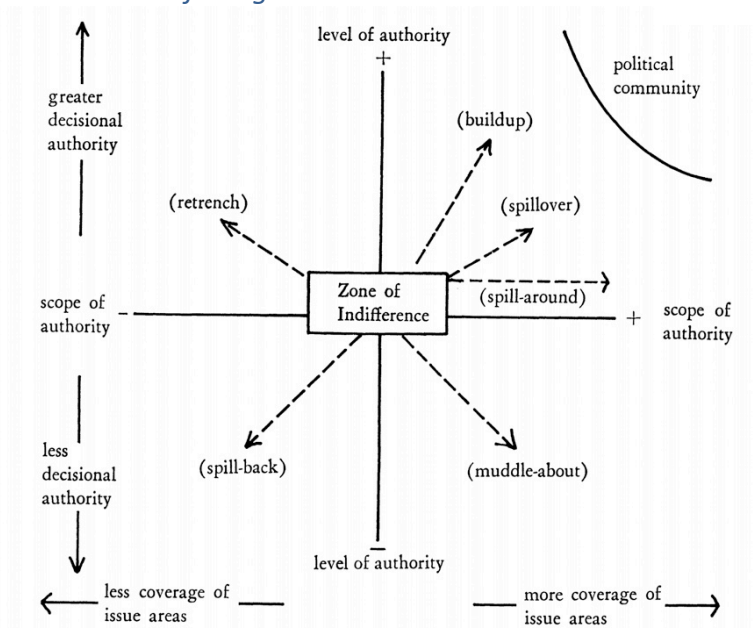 level of authority
+
political
community
greater
decisional
authority
(buildup)
(retrench)
(spillover)
Zone of
Indifference
(spill-around)
scope of
authority -
+ scope of
authority
less
decisional
authority
(spill-back)
(muddle-about)
-
level of authority
less coverage of
issue areas
more coverage of
issue areas